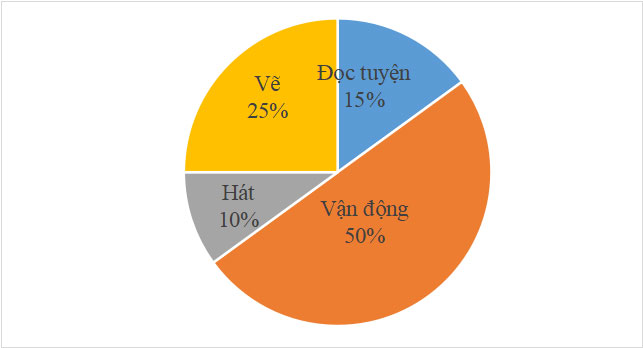 Đọc tuyện
15%
Vẽ
25%
Hát
10%
Vận động
50%